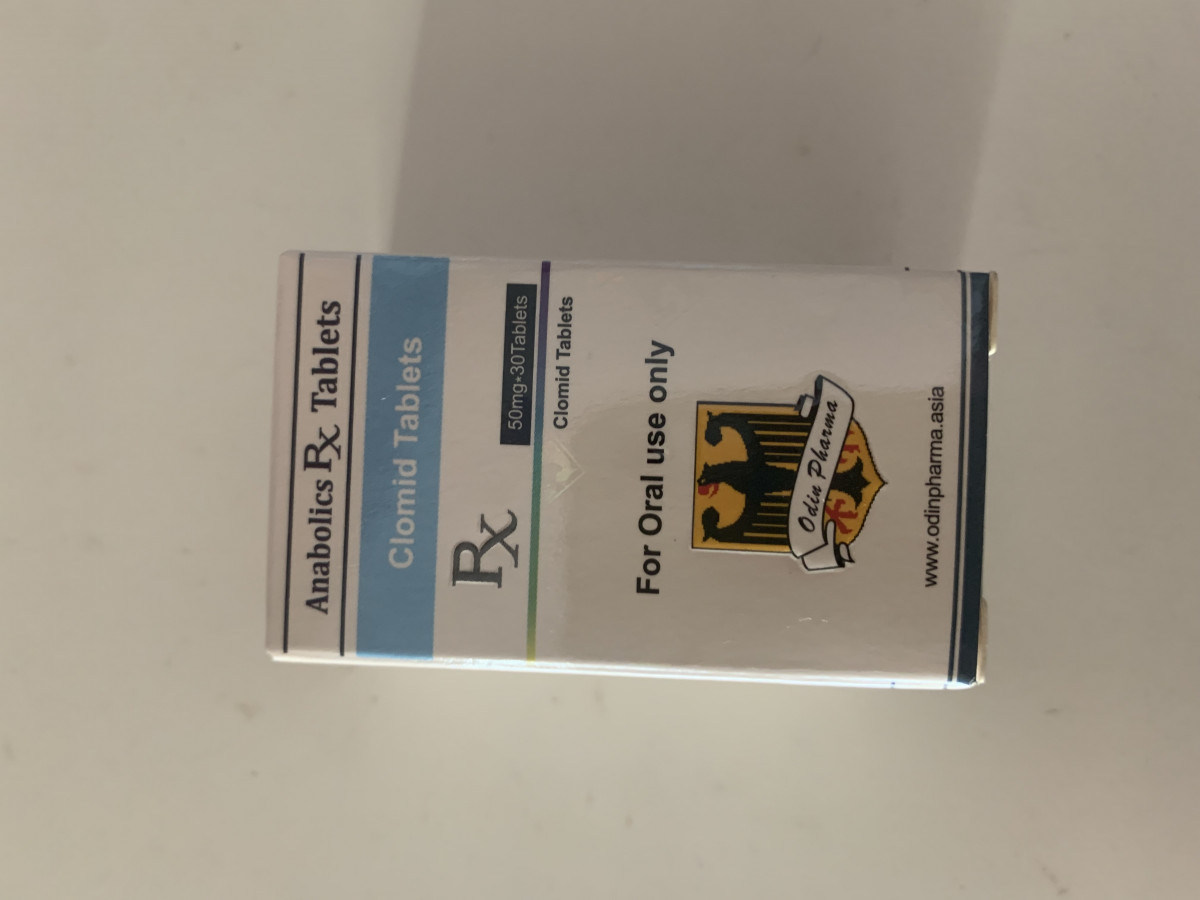 Anabolics Rx Tablets
Clomid Tablets
Rx
50mg*30Tablets
Clomid Tablets
For Oral use only
Odin Pharma
www.odinpharma.asia